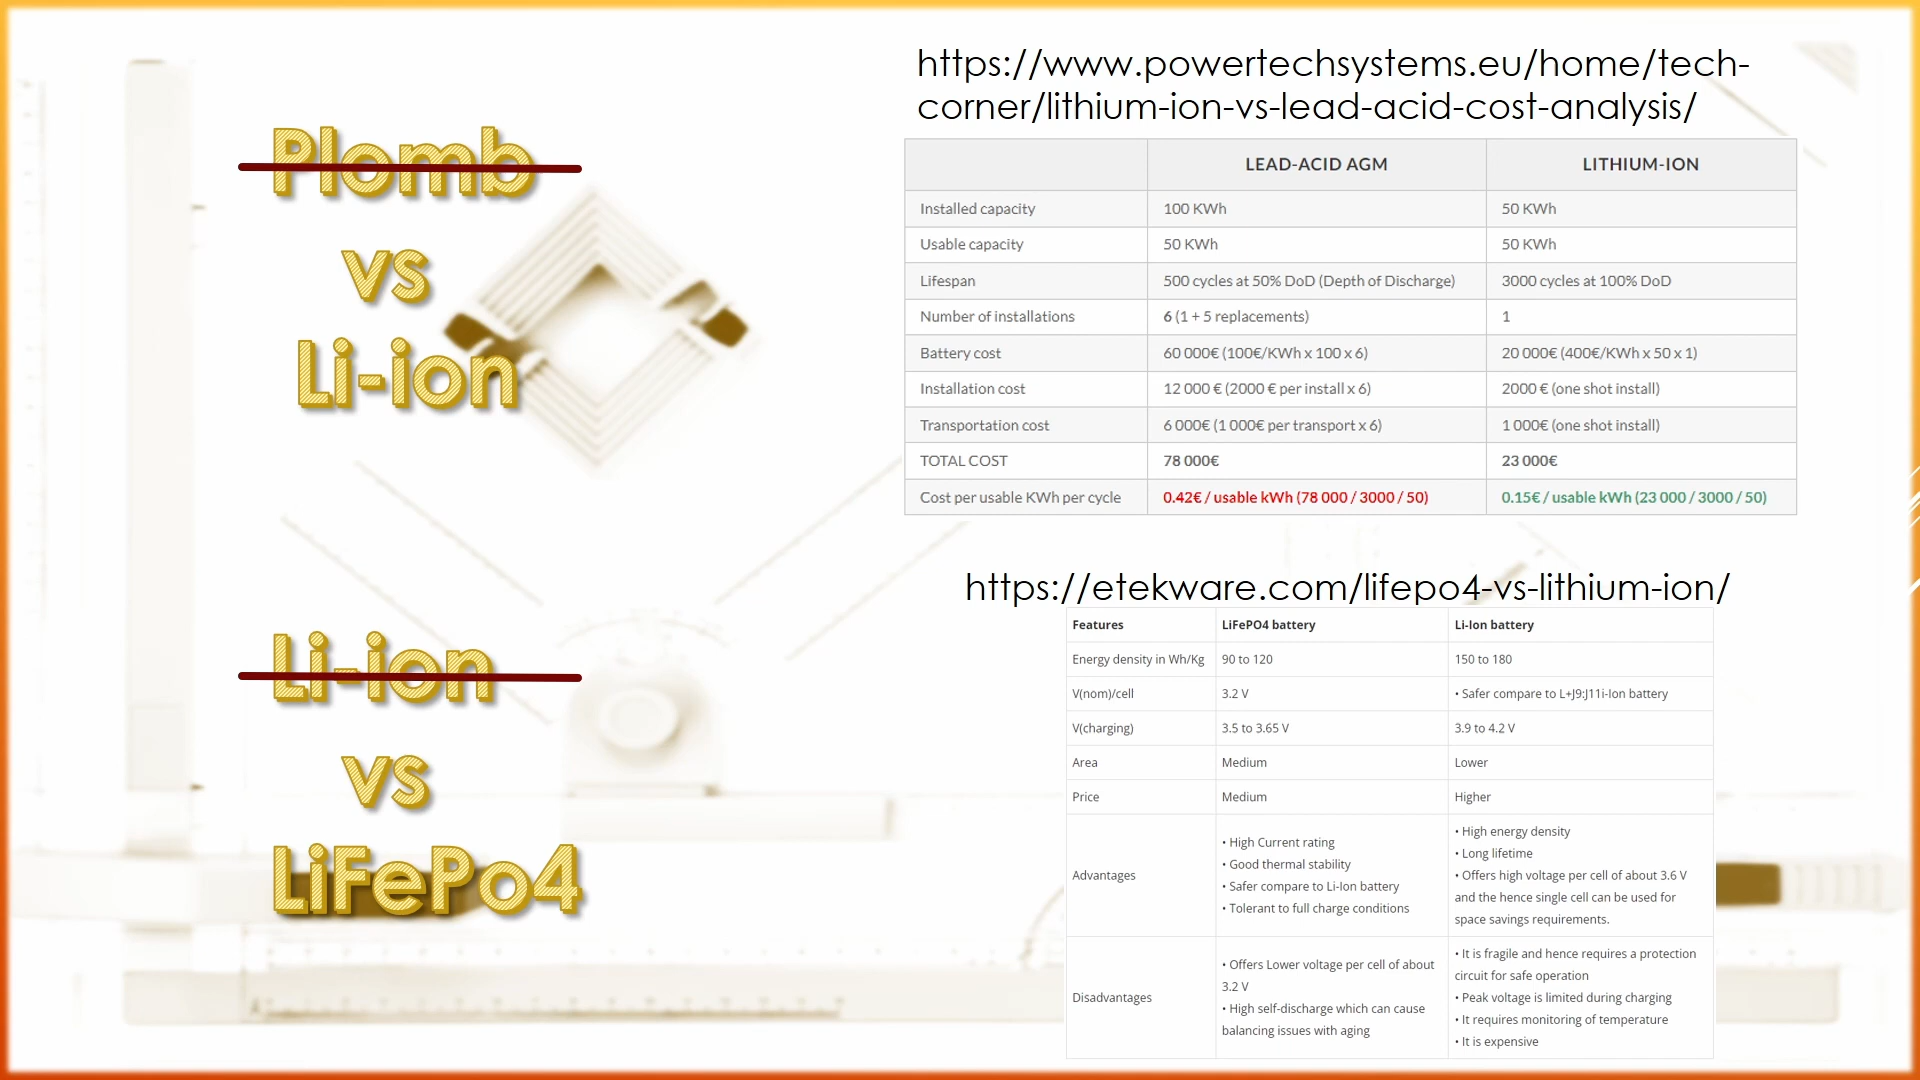 Plomb
vs
Li-ion
https://www.powertechsystems.eu/home/tech-
corner/lithium-ion-vs-lead-acid-cost-analysis/
LEAD-ACID AGM LITHIUM-ION
Installed capacity 100 KWh 50 KWh
Usable capacity 50 KWh 50 KWh
Lifespan 500 cycles at 50% DoD (Depth of Discharge) 3000 cycles at 100% DoD
Number of installations 6 (1 + 5 replacements) 1
Battery cost 60 000€ (100€/KWh x 100 x 6) 20 000€ (400€/KWh x 50 x 1)
Installation cost 12 000 € (2000 € per install x 6) 2000 € (one shot install)
Transportation cost 6 000€ (1 000€ per transport x 6) 1 000€ (one shot install)
TOTAL COST 78 000€ 23 000€
Cost per usable KWh per cycle 0.42€ / usable kWh (78 000 / 3000 / 50) 0.15€ / usable kWh (23 000 / 3000 / 50)
Li-ion
vs
LiFePo4
https://etekware.com/lifepo4-vs-lithium-ion/
Features LiFePO4 battery Li-Ion battery
Energy density in Wh/Kg 90 to 120 150 to 180
V(nom)/cell 3.2 V • Safer compare to L+J9:J11i-Ion battery
V(charging) 3.5 to 3.65 V 3.9 to 4.2 V
Area Medium Lower
Price Medium Higher
Advantages
• High Current rating
• Good thermal stability
• Safer compare to Li-Ion battery
• Tolerant to full charge conditions
• High energy density
• Long lifetime
• Offers high voltage per cell of about 3.6 V
and the hence single cell can be used for
space savings requirements.
Disadvantages
• Offers Lower voltage per cell of about
3.2 V
• High self-discharge which can cause
balancing issues with aging
• It is fragile and hence requires a protection
circuit for safe operation
• Peak voltage is limited during charging
• It requires monitoring of temperature
• It is expensive